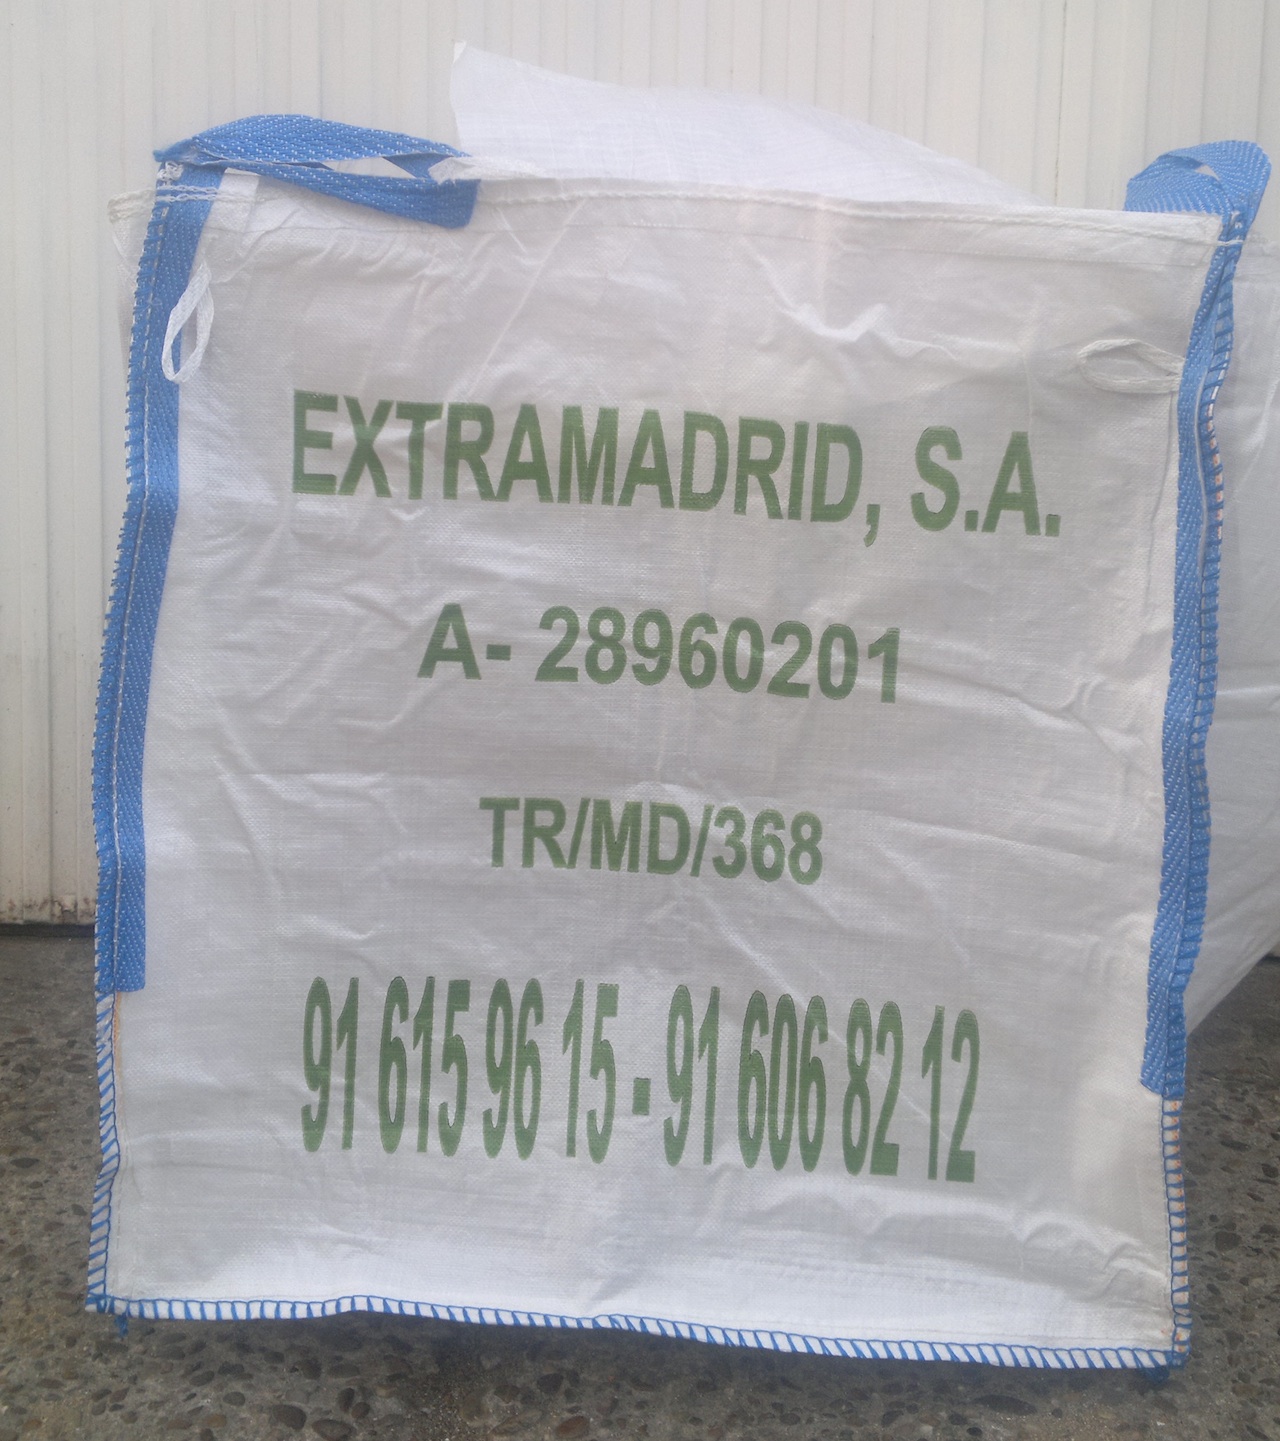 EXTRAMADRID, S.A.
A- 28960201
TR/MD/368
91 615 96 15 - 91 606 82 12